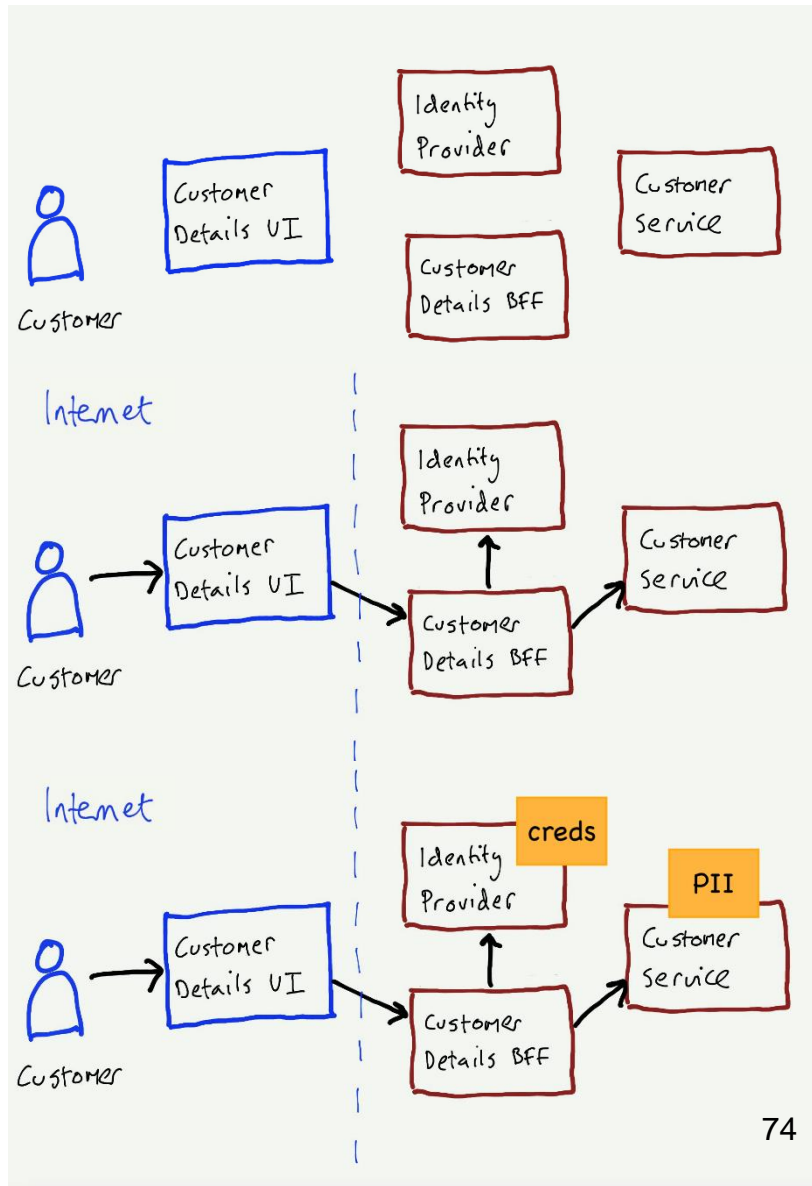 Identity
Provider
Customer
Details UI
Customer
Service
Customer
Details BFF
Customer
Internet
Identity
Provider
Customer
Details UI
Customer
Service
Customer
Details BFF
Customer
Internet
creds
Identity
Provider
PII
Customer
Details UI
Customer
Service
Customer
Details BFF
Customer
74